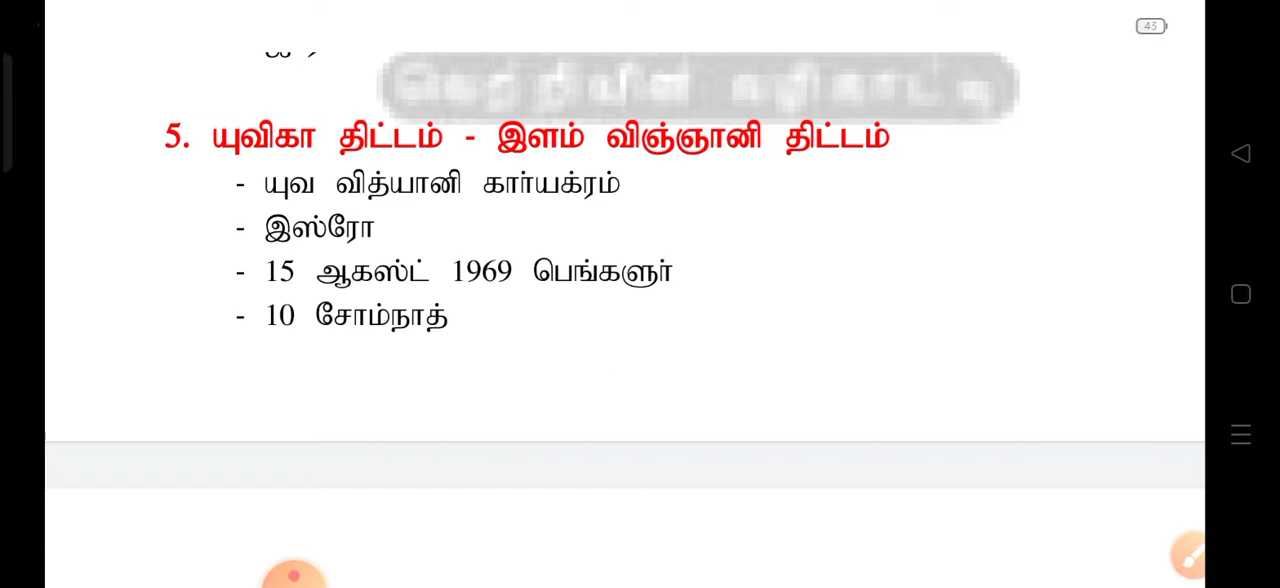 43
5. யுவிகா திட்டம் - இளம் விஞ்ஞானி திட்டம்
- யுவ வித்யானி கார்யக்ரம்
- இஸ்ரோ
- 15 ஆகஸ்ட் 1969 பெங்களுர்
- 10 சோம்நாத்